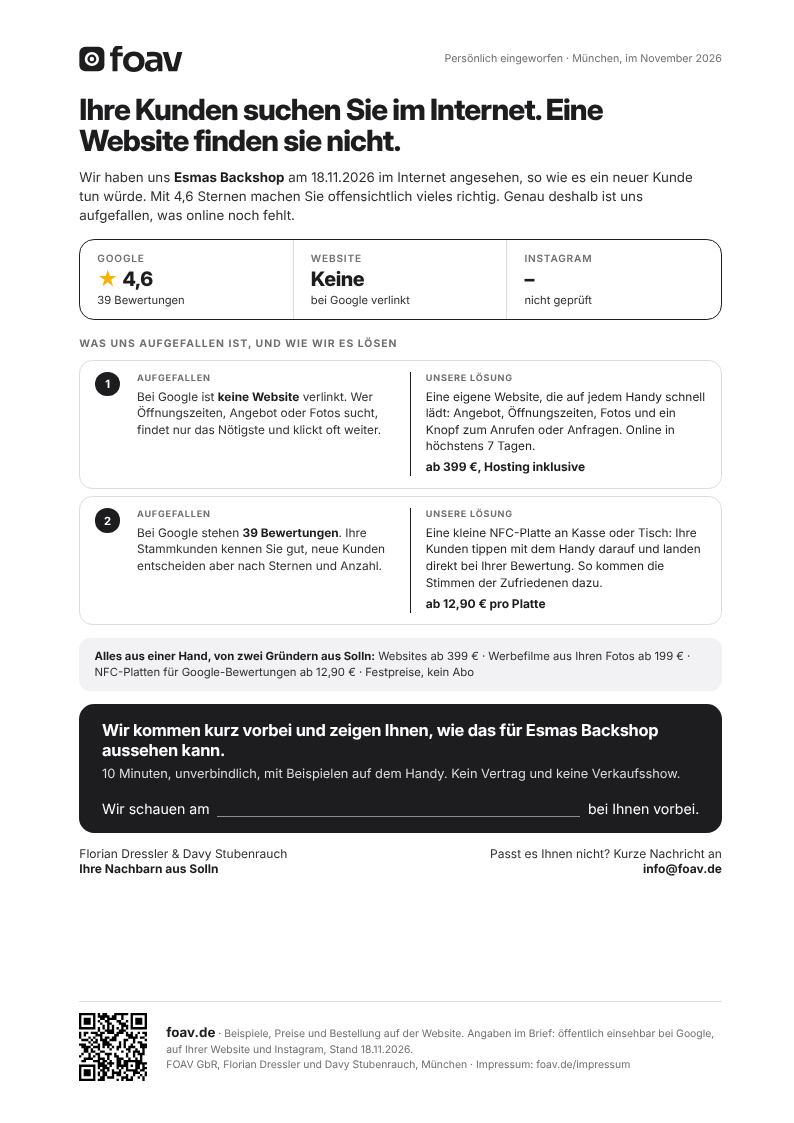 foav
Persönlich eingeworfen · München, im November 2026
Ihre Kunden suchen Sie im Internet. Eine
Website finden sie nicht.
Wir haben uns Esmas Backshop am 18.11.2026 im Internet angesehen, so wie es ein neuer Kunde
tun würde. Mit 4,6 Sternen machen Sie offensichtlich vieles richtig. Genau deshalb ist uns
aufgefallen, was online noch fehlt.
GOOGLE
★ 4,6
39 Bewertungen
WEBSITE
Keine
bei Google verlinkt
INSTAGRAM
–
nicht geprüft
WAS UNS AUFGEFALLEN IST, UND WIE WIR ES LÖSEN
1
AUFGEFALLEN
Bei Google ist keine Website verlinkt. Wer
Öffnungszeiten, Angebot oder Fotos sucht,
findet nur das Nötigste und klickt oft weiter.
UNSERE LÖSUNG
Eine eigene Website, die auf jedem Handy schnell
lädt: Angebot, Öffnungszeiten, Fotos und ein
Knopf zum Anrufen oder Anfragen. Online in
höchstens 7 Tagen.
ab 399 €, Hosting inklusive
2
AUFGEFALLEN
Bei Google stehen 39 Bewertungen. Ihre
Stammkunden kennen Sie gut, neue Kunden
entscheiden aber nach Sternen und Anzahl.
UNSERE LÖSUNG
Eine kleine NFC-Platte an Kasse oder Tisch: Ihre
Kunden tippen mit dem Handy darauf und landen
direkt bei Ihrer Bewertung. So kommen die
Stimmen der Zufriedenen dazu.
ab 12,90 € pro Platte
Alles aus einer Hand, von zwei Gründern aus Solln: Websites ab 399 € · Werbefilme aus Ihren Fotos ab 199 € ·
NFC-Platten für Google-Bewertungen ab 12,90 € · Festpreise, kein Abo
Wir kommen kurz vorbei und zeigen Ihnen, wie das für Esmas Backshop
aussehen kann.
10 Minuten, unverbindlich, mit Beispielen auf dem Handy. Kein Vertrag und keine Verkaufsshow.
Wir schauen am bei Ihnen vorbei.
Florian Dressler & Davy Stubenrauch
Ihre Nachbarn aus Solln
Passt es Ihnen nicht? Kurze Nachricht an
info@foav.de
foav.de · Beispiele, Preise und Bestellung auf der Website. Angaben im Brief: öffentlich einsehbar bei Google,
auf Ihrer Website und Instagram, Stand 18.11.2026.
FOAV GbR, Florian Dressler und Davy Stubenrauch, München · Impressum: foav.de/impressum